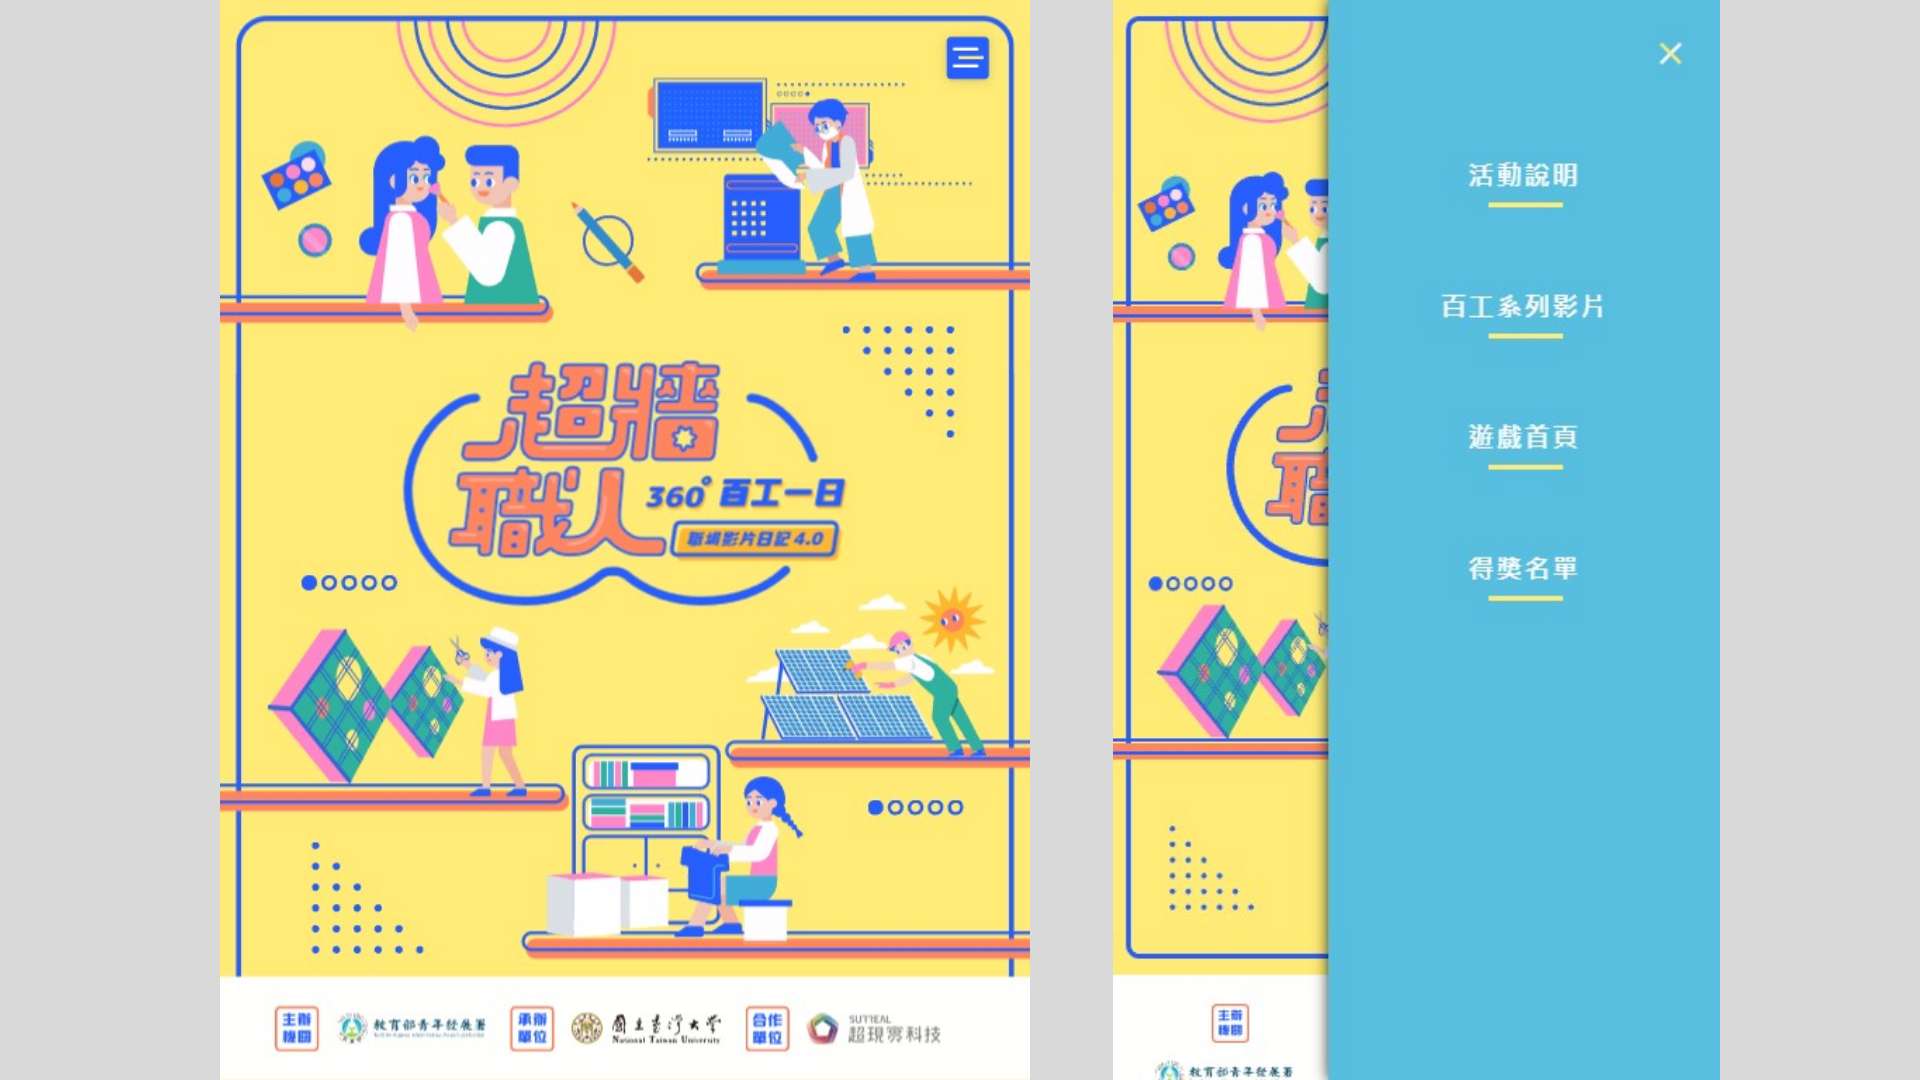 超牆
職人
360°百工一日
職場影片日記4.0
主辦
機關
教育部青年發展署
承辦
單位
國立臺灣大學
National Taiwan University
合作
單位
SURREAL
超現實科技
活動說明
百工系列影片
遊戲首頁
得獎名單
職
主辦
機關
教育部青年發展署